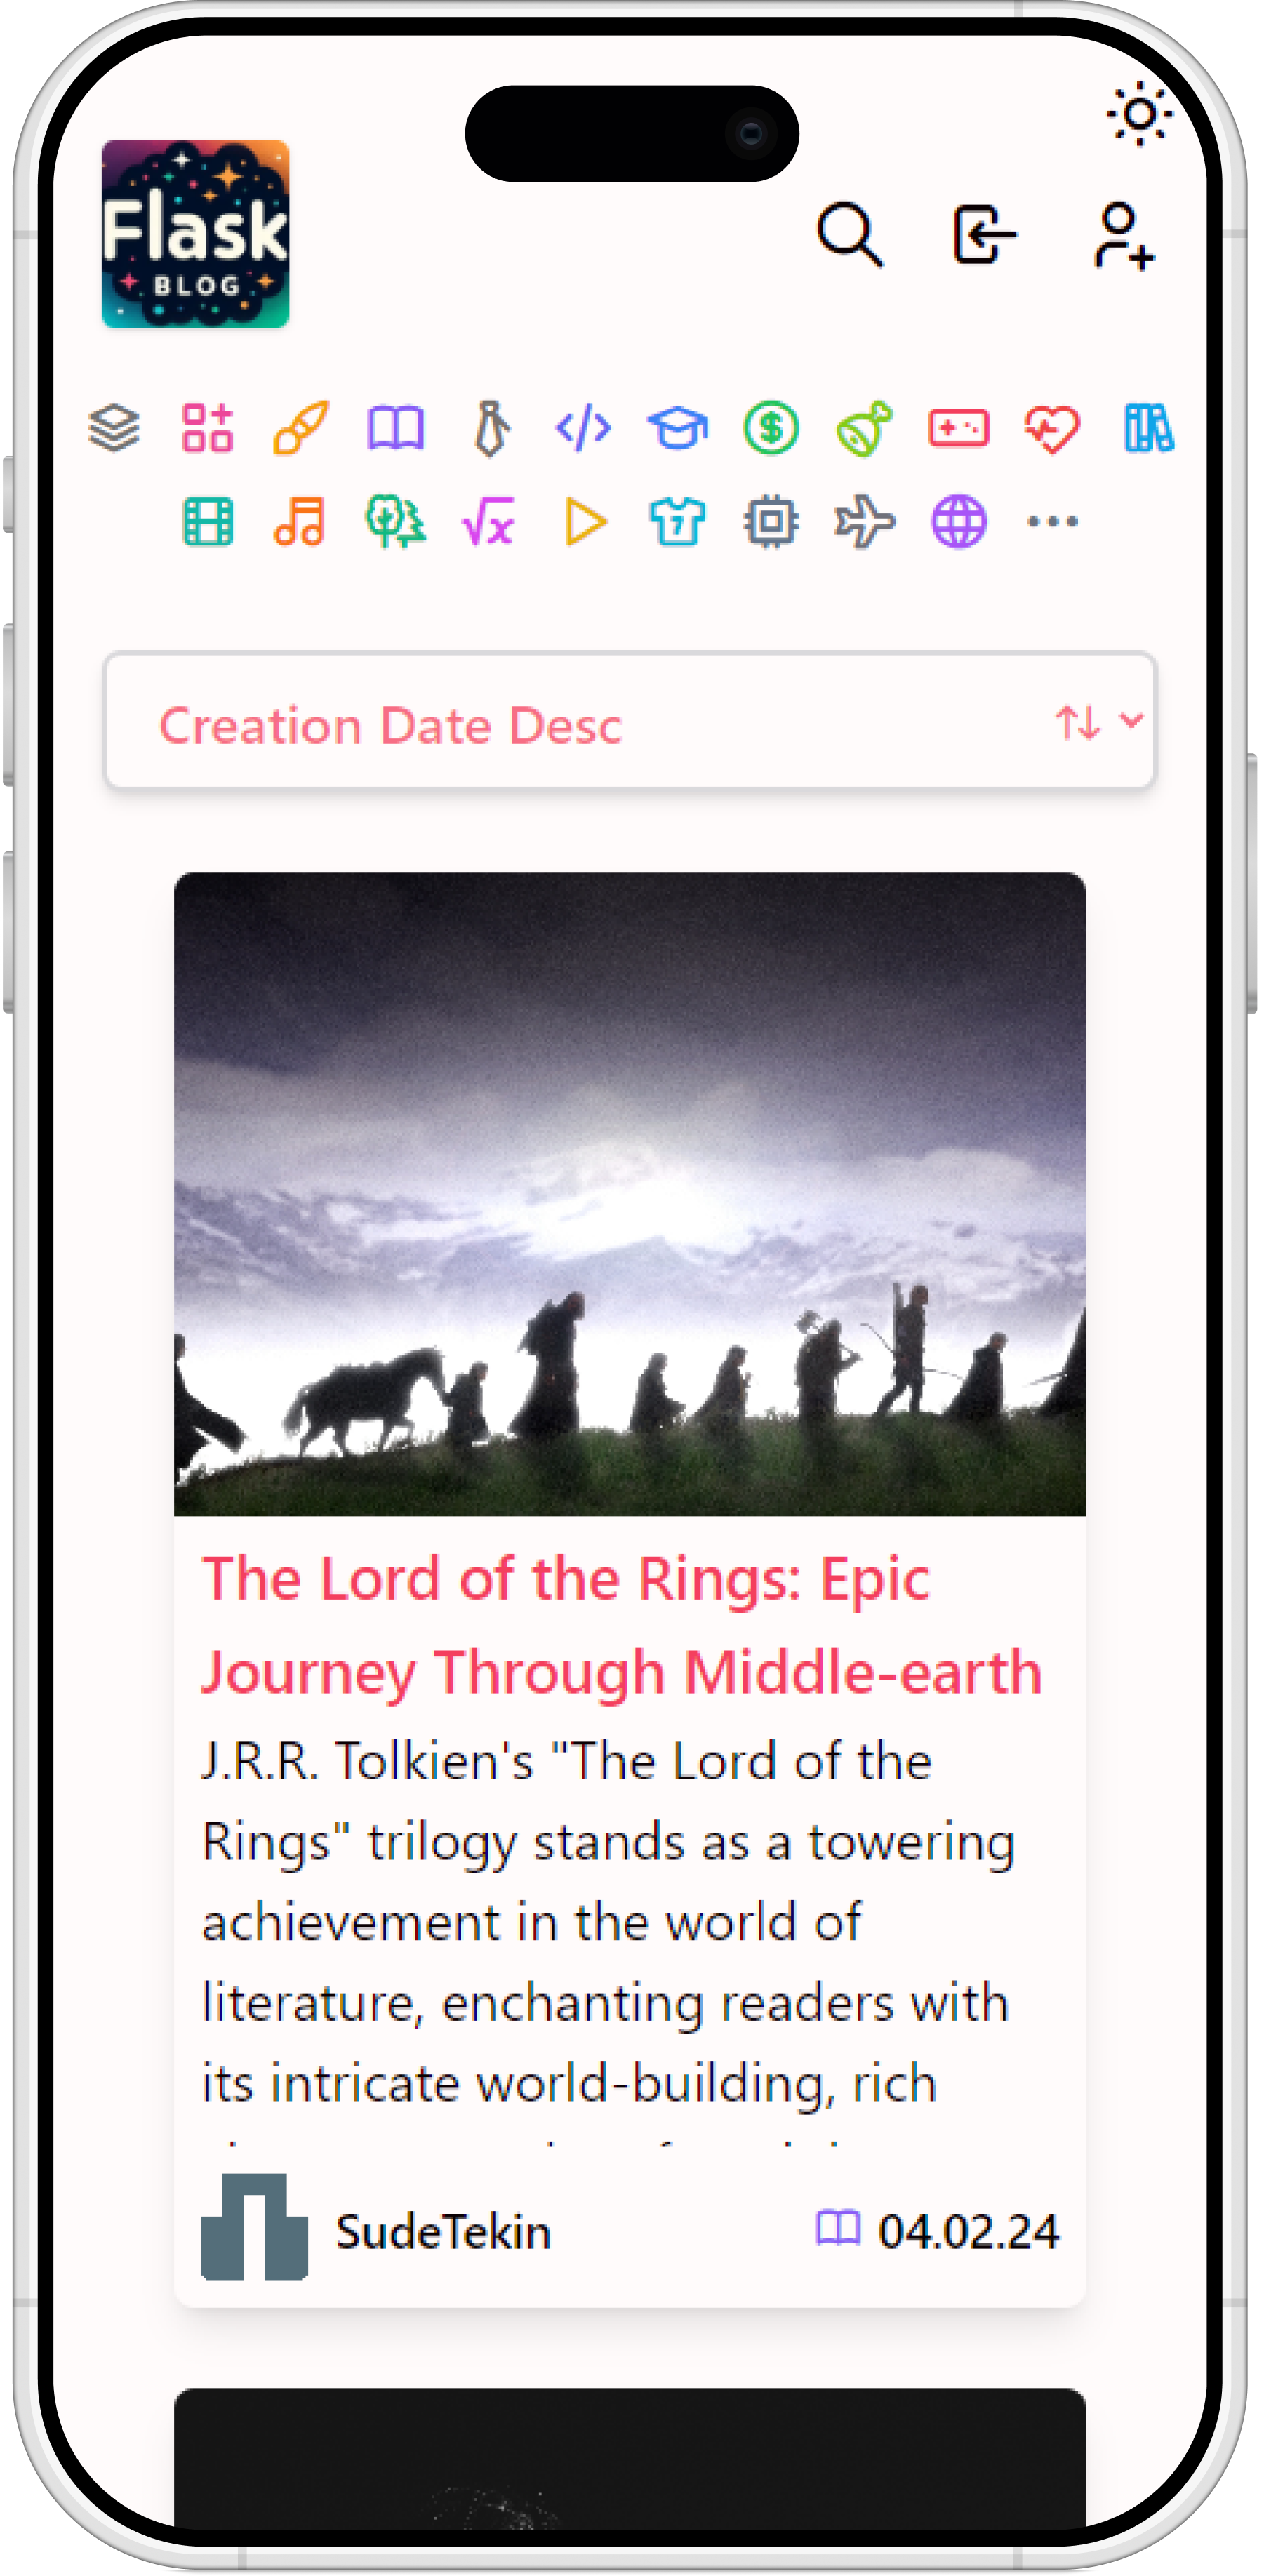 Flask
BLOG
Creation Date Desc
The Lord of the Rings: Epic
Journey Through Middle-earth
J.R.R. Tolkien's "The Lord of the
Rings" trilogy stands as a towering
achievement in the world of
literature, enchanting readers with
its intricate world-building, rich
SudeTekin
04.02.24